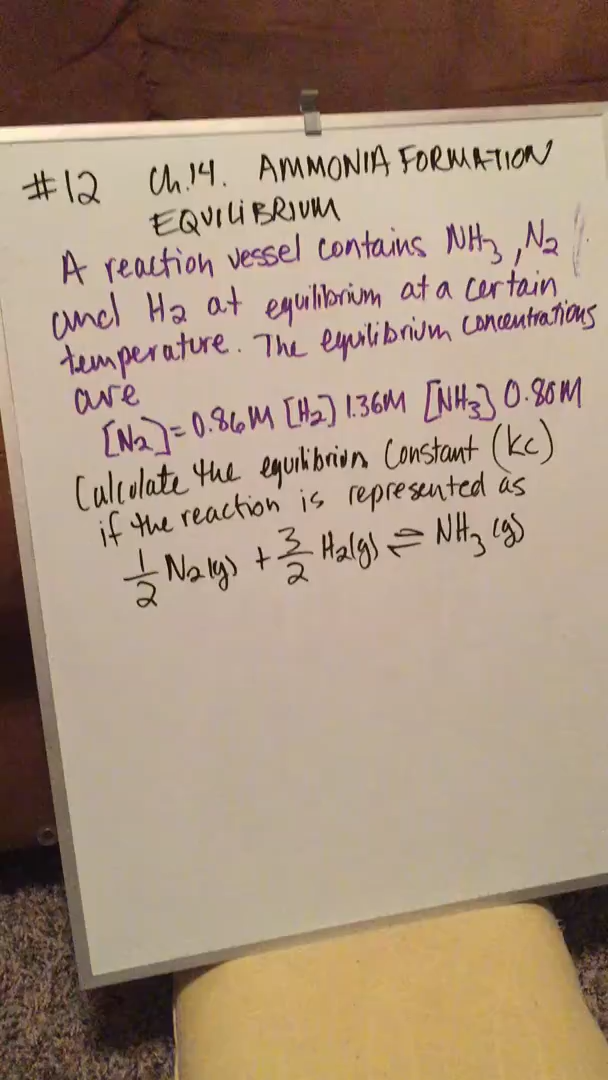 #12 Ch.14. AMMONIA FORMATION
EQUILIBRIUM
A reaction vessel contains NH3, N2
and H2 at equilibrium at a certain
temperature. The equilibrium concentrations
are
[N2]=0.86M [H2] 1.36M [NH3] 0.80M
Calculate the equilibrium constant (kc)
if the reaction is represented as
1/2 N2(g) + 3/2 H2(g) ⇌ NH3 (g)